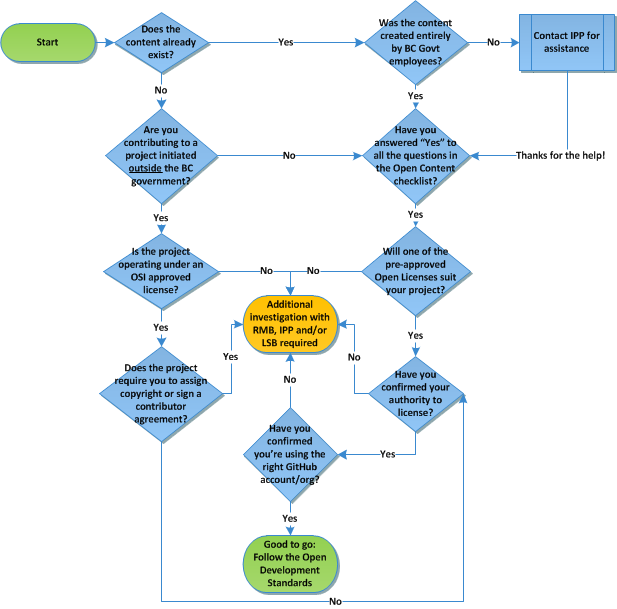 Start
Does the
content already
exist?
Yes
Was the content
created entirely
by BC Govt
employees?
No
Contact IPP for
assistance
No
Yes
Are you
contributing to a
project initiated
outside the BC
government?
No
Have you
answered "Yes" to
all the questions in
the Open Content
checklist?
Thanks for the help!
Yes
Yes
Is the project
operating under an
OSI approved
license?
No
No
Will one of the
pre-approved
Open Licenses suit
your project?
Additional
investigation with
RMB, IPP and/or
LSB required
Yes
Yes
Yes
No
Does the project
require you to assign
copyright or sign a
contributor
agreement?
No
Have you
confirmed your
authority to
license?
Have you
confirmed
you're using the
right GitHub
account/org?
Yes
Yes
Good to go:
Follow the Open
Development
Standards
No